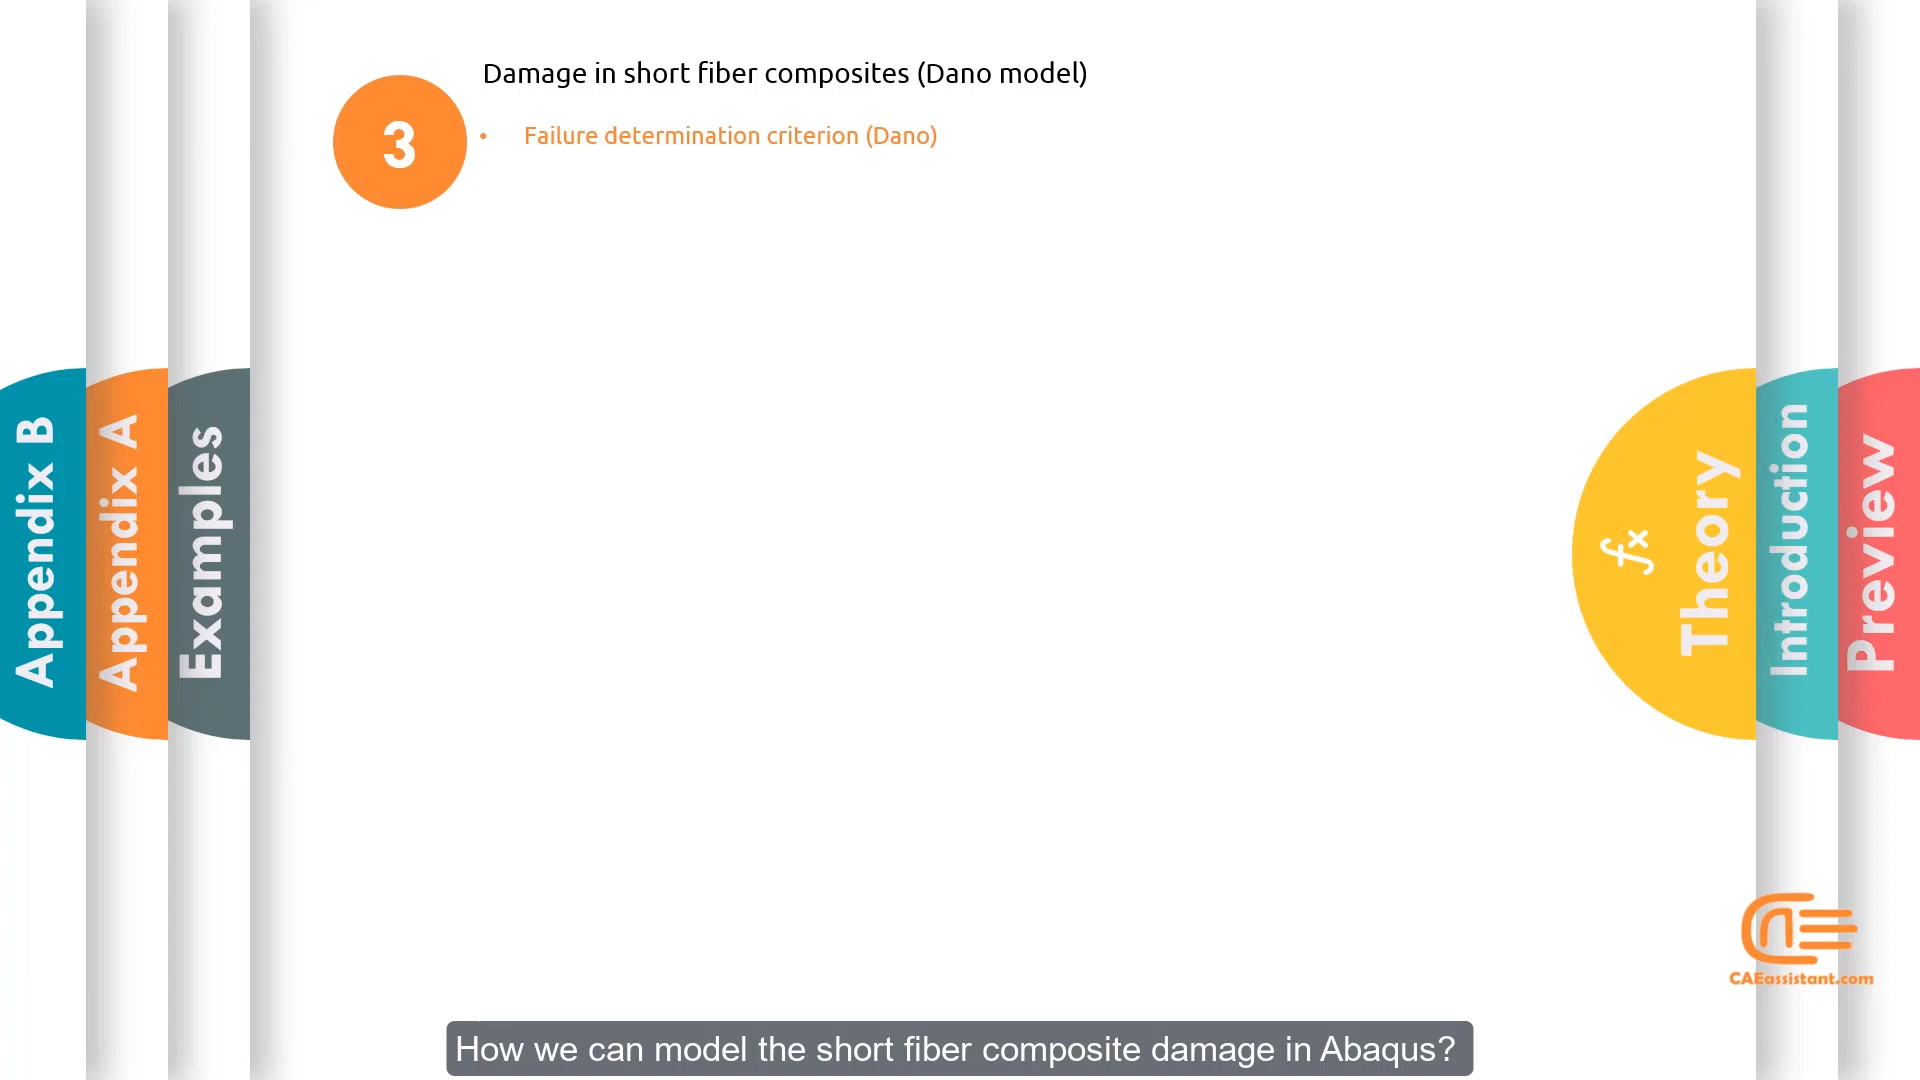 Damage in short fiber composites (Dano model)
3
• Failure determination criterion (Dano)
Appendix B
Appendix A
Examples
fx
Theory
Introduction
Preview
CAEassistant.com
How we can model the short fiber composite damage in Abaqus?